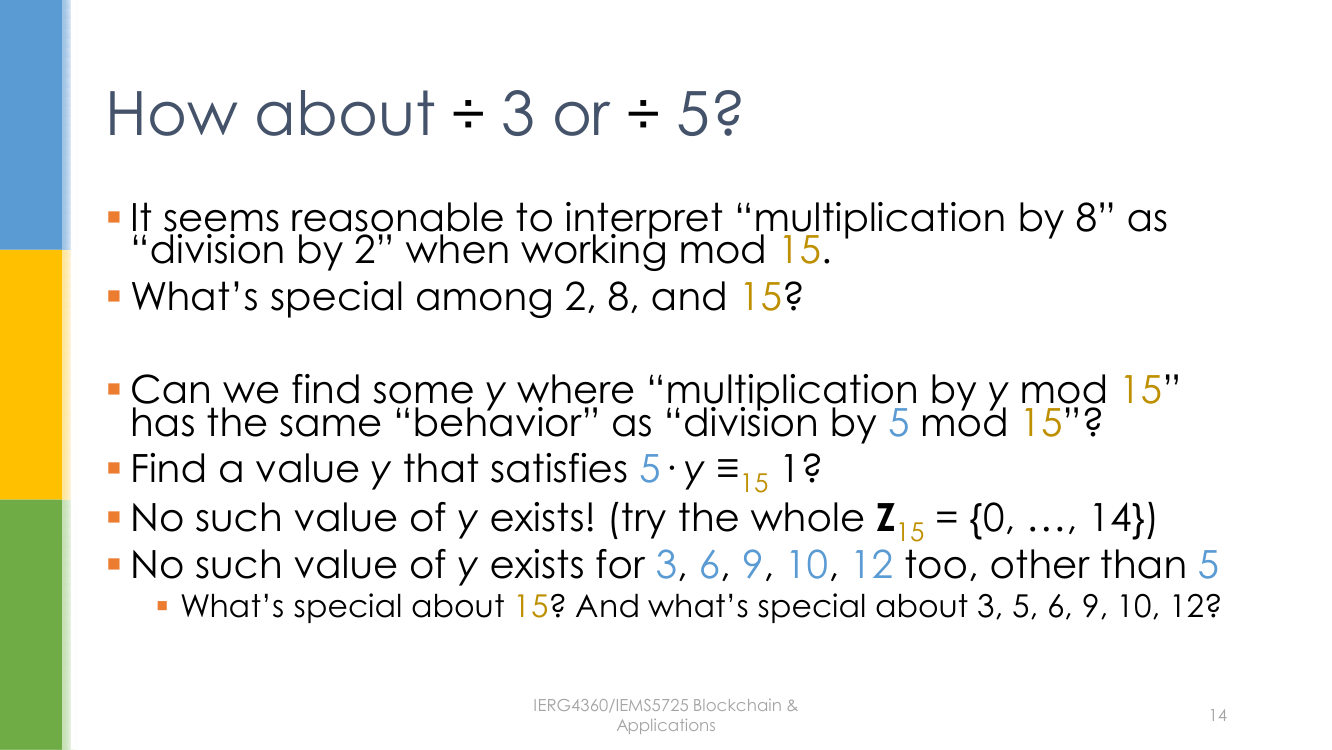 How about ÷ 3 or ÷ 5?
▪ It seems reasonable to interpret “multiplication by 8” as
“division by 2” when working mod 15.
▪ What’s special among 2, 8, and 15?
▪ Can we find some y where “multiplication by y mod 15”
has the same “behavior” as “division by 5 mod 15”?
▪ Find a value y that satisfies 5 · y ≡₁₅ 1?
▪ No such value of y exists! (try the whole Z₁₅ = {0, …, 14})
▪ No such value of y exists for 3, 6, 9, 10, 12 too, other than 5
▪ What’s special about 15? And what’s special about 3, 5, 6, 9, 10, 12?
IERG4360/IEMS5725 Blockchain &
Applications
14